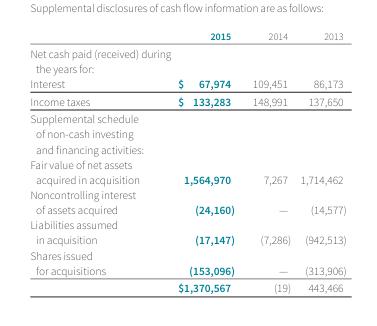 Supplemental disclosures of cash flow information are as follows:
2015 2014 2013
Net cash paid (received) during
the years for:
Interest $ 67,974 109,451 86,173
Income taxes $ 133,283 148,991 137,650
Supplemental schedule
of non-cash investing
and financing activities:
Fair value of net assets
acquired in acquisition 1,564,970 7,267 1,714,462
Noncontrolling interest
of assets acquired (24,160) — (14,577)
Liabilities assumed
in acquisition (17,147) (7,286) (942,513)
Shares issued
for acquisitions (153,096) — (313,906)
$1,370,567 (19) 443,466